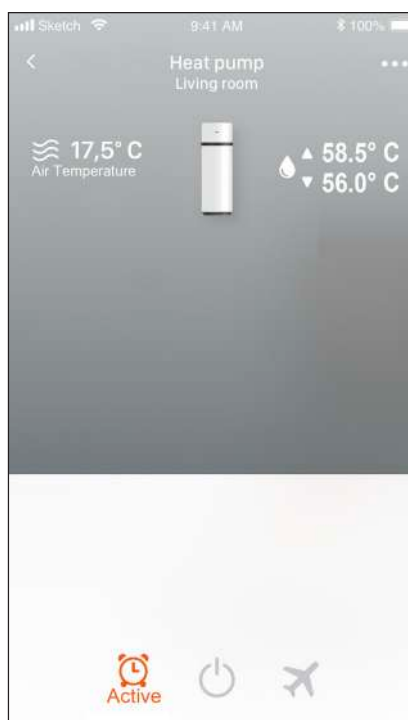 Sketch 9:41 AM 100%
Heat pump
Living room
17,5° C
Air Temperature
▲ 58.5° C
▼ 56.0° C
Active